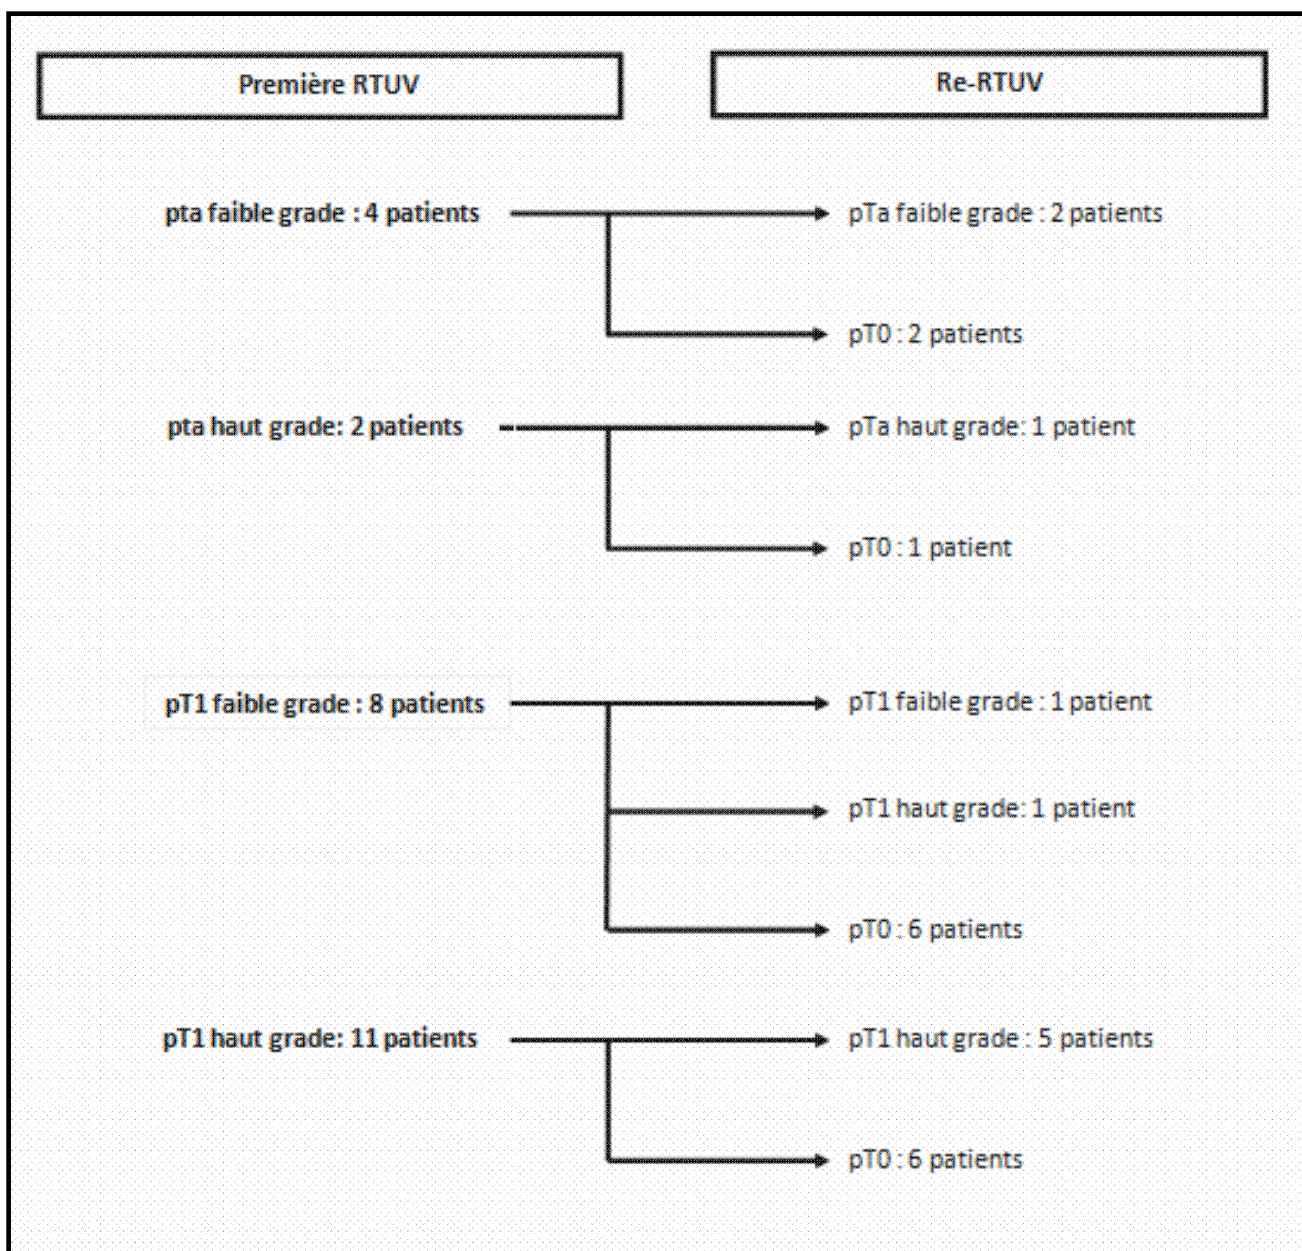 Première RTUV
Re-RTUV
pta faible grade : 4 patients
pTa faible grade : 2 patients
pT0 : 2 patients
pta haut grade: 2 patients
pTa haut grade: 1 patient
pT0 : 1 patient
pT1 faible grade : 8 patients
pT1 faible grade : 1 patient
pT1 haut grade: 1 patient
pT0 : 6 patients
pT1 haut grade: 11 patients
pT1 haut grade : 5 patients
pT0 : 6 patients